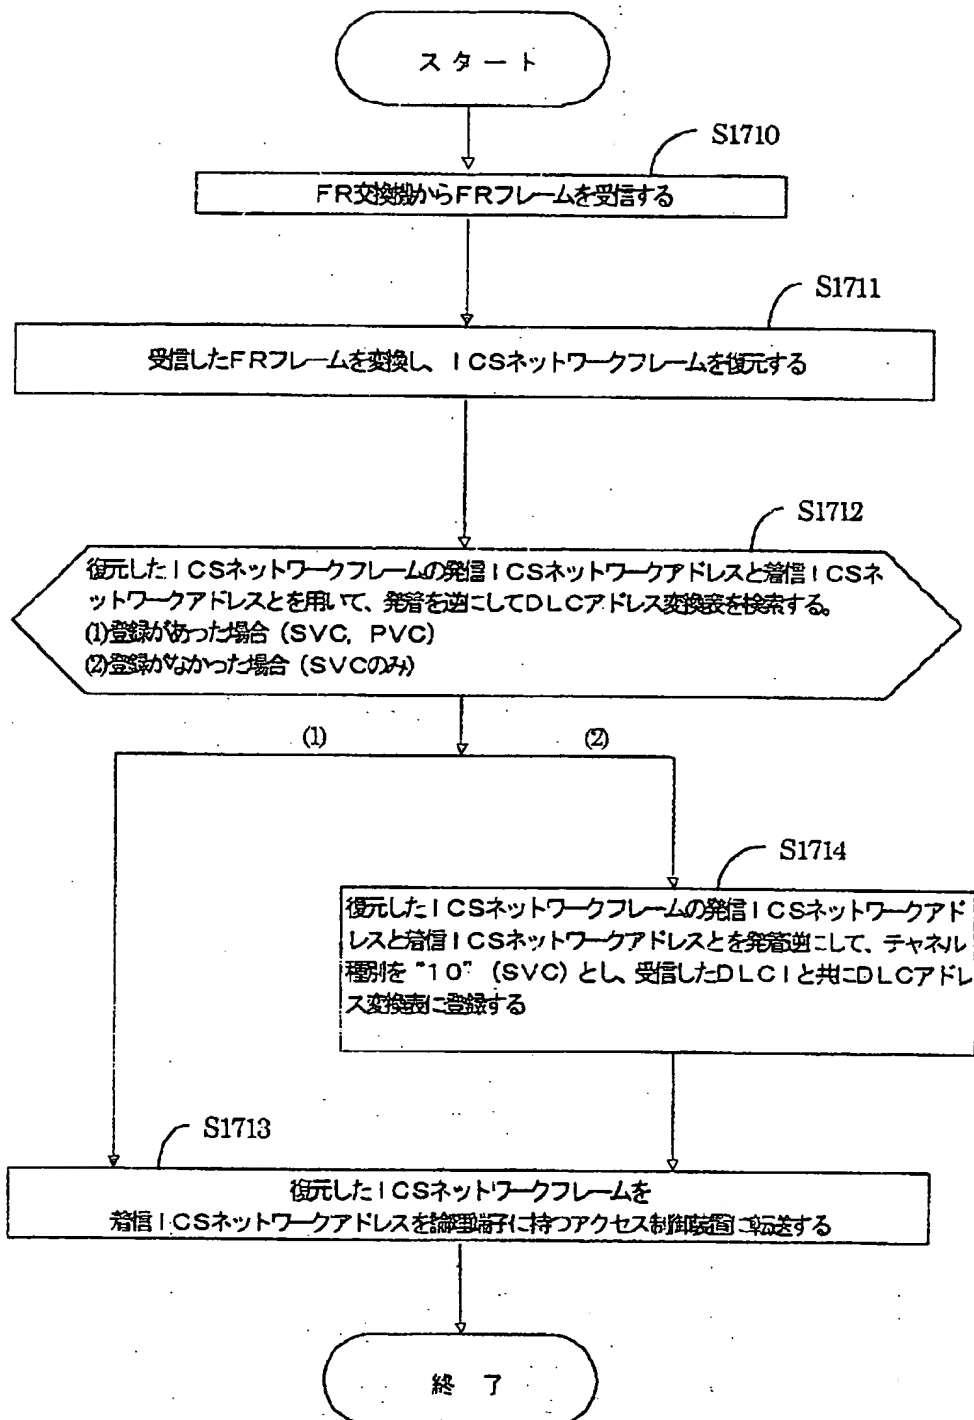 スタート
S1710
FR交換機からFRフレームを受信する
S1711
受信したFRフレームを変換し、ICSネットワークフレームを復元する
S1712
復元したICSネットワークフレームの発信ICSネットワークアドレスと着信ICSネ
ットワークアドレスとを用いて、発着を逆にしてDLCアドレス変換表を検索する。
(1)登録があった場合（SVC, PVC）
(2)登録がなかった場合（SVCのみ）
(1)
(2)
S1714
復元したICSネットワークフレームの発信ICSネットワークアド
レスと着信ICSネットワークアドレスとを発着逆にして、チャネル
種別を"10"（SVC）とし、受信したDLCIと共にDLCアドレ
ス変換表に登録する
S1713
復元したICSネットワークフレームを
着信ICSネットワークアドレスを論理端子に持つアクセス制御装置に転送する
終 了